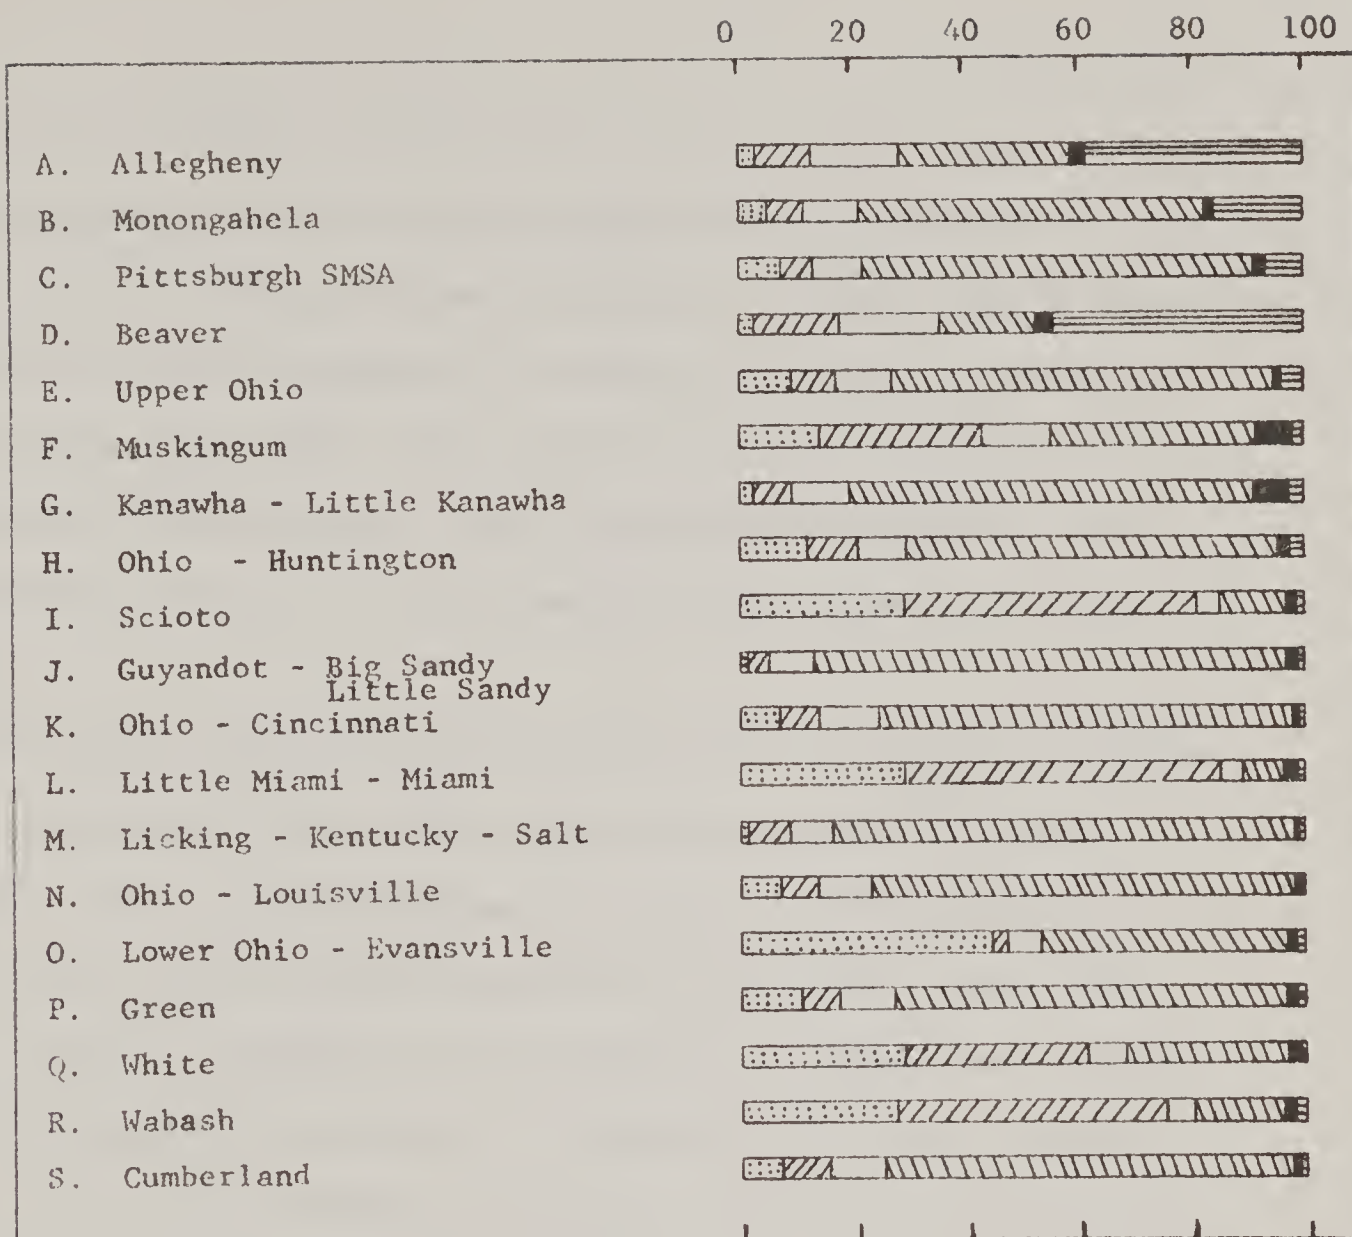 0 20 40 60 80 100
A. Allegheny
B. Monongahela
C. Pittsburgh SMSA
D. Beaver
E. Upper Ohio
F. Muskingum
G. Kanawha - Little Kanawha
H. Ohio - Huntington
I. Scioto
J. Guyandot - Big Sandy
Little Sandy
K. Ohio - Cincinnati
L. Little Miami - Miami
M. Licking - Kentucky - Salt
N. Ohio - Louisville
O. Lower Ohio - Evansville
P. Green
Q. White
R. Wabash
S. Cumberland